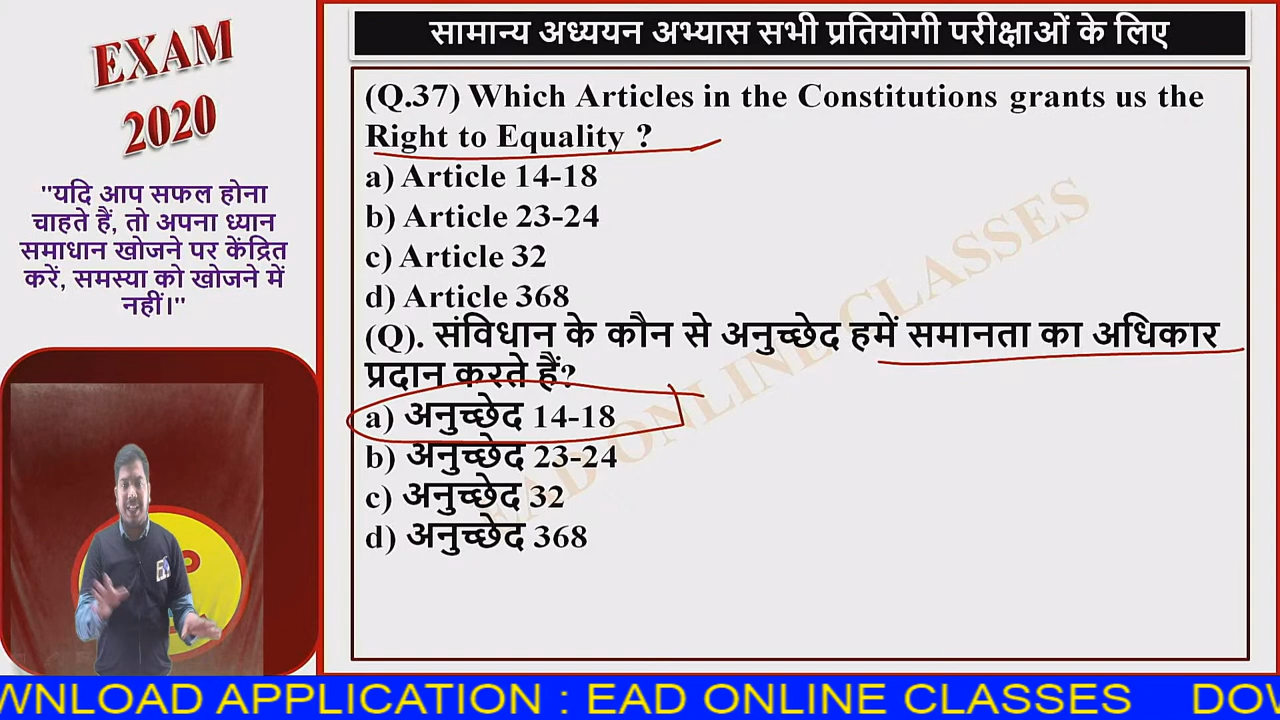 EXAM
2020
"यदि आप सफल होना
चाहते हैं, तो अपना ध्यान
समाधान खोजने पर केंद्रित
करें, समस्या को खोजने में
नहीं।"
सामान्य अध्ययन अभ्यास सभी प्रतियोगी परीक्षाओं के लिए
(Q.37) Which Articles in the Constitutions grants us the
Right to Equality ?
a) Article 14-18
b) Article 23-24
c) Article 32
d) Article 368
(Q). संविधान के कौन से अनुच्छेद हमें समानता का अधिकार
प्रदान करते हैं?
a) अनुच्छेद 14-18
b) अनुच्छेद 23-24
c) अनुच्छेद 32
d) अनुच्छेद 368
EAD ONLINE CLASSES
WNLOAD APPLICATION : EAD ONLINE CLASSES DOW